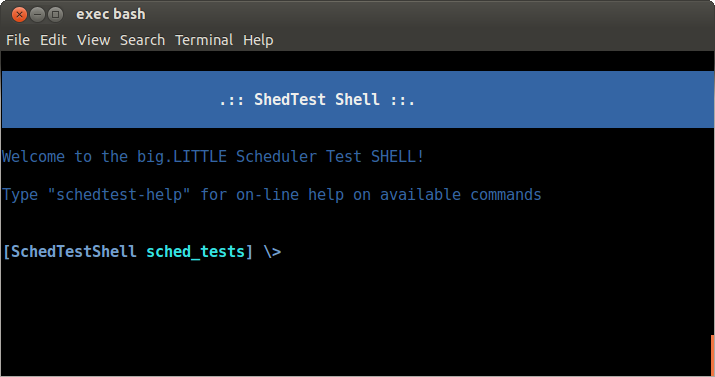 exec bash
File Edit View Search Terminal Help
.:: ShedTest Shell ::.
Welcome to the big.LITTLE Scheduler Test SHELL!
Type "schedtest-help" for on-line help on available commands
[SchedTestShell sched_tests] \>